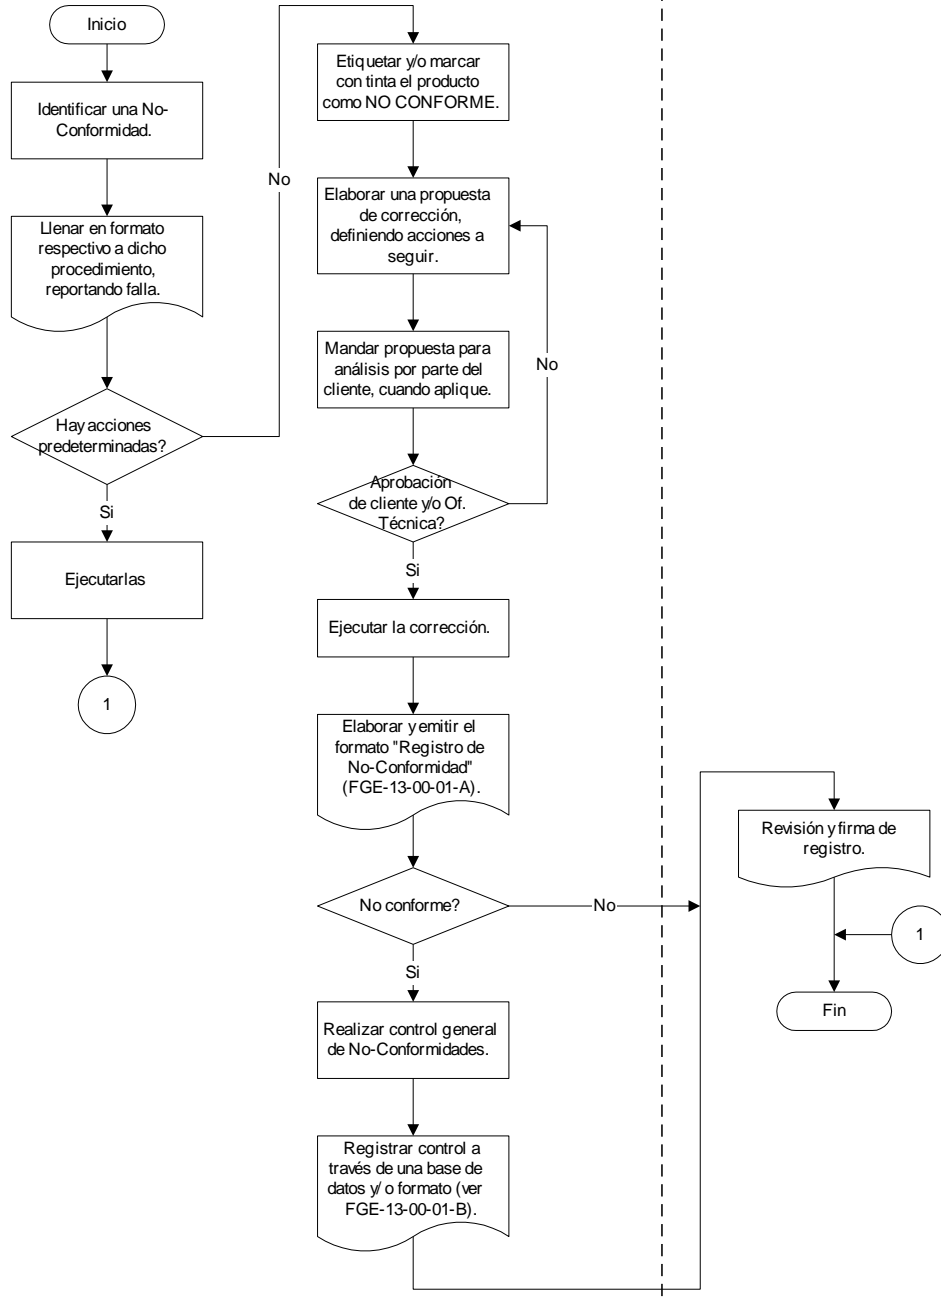 Inicio
Identificar una No-
Conformidad.
Llenar en formato
respectivo a dicho
procedimiento,
reportando falla.
Hay acciones
predeterminadas?
No
Si
Ejecutarlas
1
Etiquetar y/o marcar
con tinta el producto
como NO CONFORME.
Elaborar una propuesta
de corrección,
definiendo acciones a
seguir.
Mandar propuesta para
análisis por parte del
cliente, cuando aplique.
No
Aprobación
de cliente y/o Of.
Técnica?
Si
Ejecutar la corrección.
Elaborar y emitir el
formato "Registro de
No-Conformidad"
(FGE-13-00-01-A).
No conforme?
No
Si
Realizar control general
de No-Conformidades.
Registrar control a
través de una base de
datos y/ o formato (ver
FGE-13-00-01-B).
Revisión y firma de
registro.
1
Fin